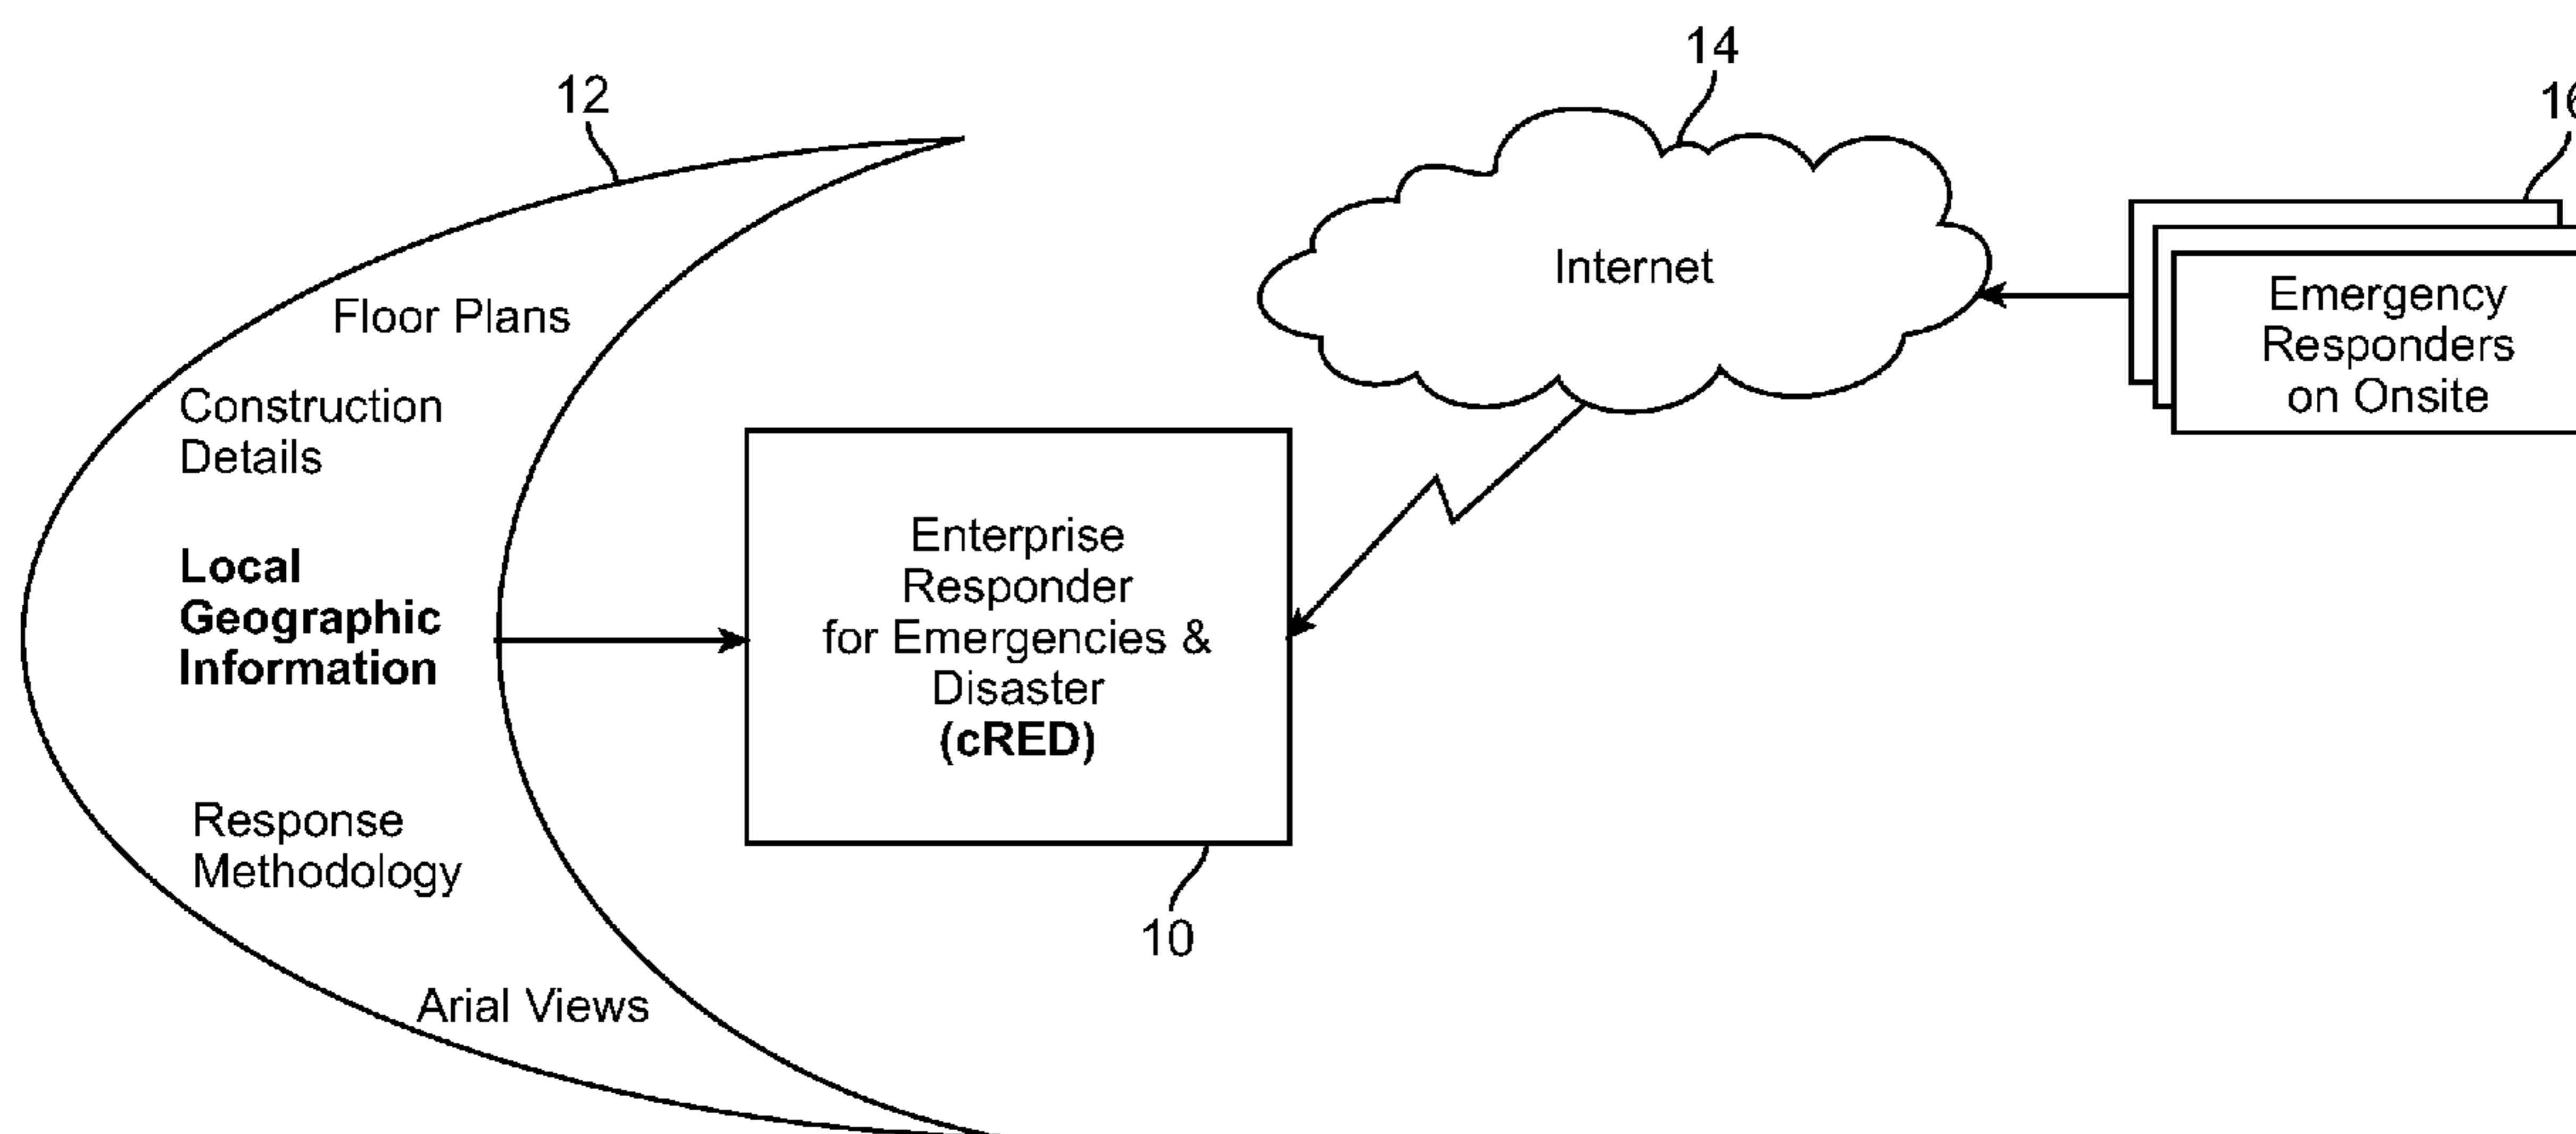 12
14
Floor Plans
Construction
Details
Local
Geographic
Information
Response
Methodology
Arial Views
Enterprise
Responder
for Emergencies &
Disaster
(cRED)
10
Internet
Emergency
Responders
on Onsite